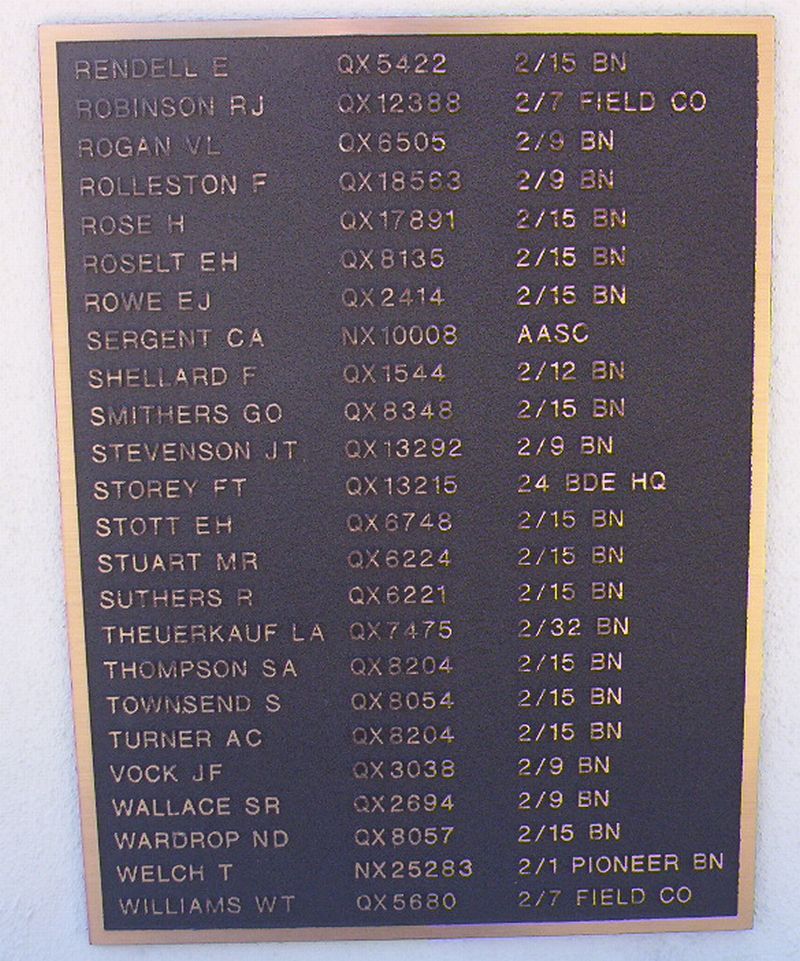 RENDELL E QX5422 2/15 BN
ROBINSON RJ QX12388 2/7 FIELD CO
ROGAN VL QX6505 2/9 BN
ROLLESTON F QX18563 2/9 BN
ROSE H QX17891 2/15 BN
ROSELT EH QX8135 2/15 BN
ROWE EJ QX2414 2/15 BN
SERGENT CA NX10008 AASC
SHELLARD F QX1544 2/12 BN
SMITHERS GO QX8348 2/15 BN
STEVENSON JT QX13292 2/9 BN
STOREY FT QX13215 24 BDE HQ
STOTT EH QX6748 2/15 BN
STUART MR QX6224 2/15 BN
SUTHERS R QX6221 2/15 BN
THEUERKAUF LA QX7475 2/32 BN
THOMPSON SA QX8204 2/15 BN
TOWNSEND S QX8054 2/15 BN
TURNER AC QX8204 2/15 BN
VOCK JF QX3038 2/9 BN
WALLACE SR QX2694 2/9 BN
WARDROP ND QX8057 2/15 BN
WELCH T NX25283 2/1 PIONEER BN
WILLIAMS WT QX5680 2/7 FIELD CO